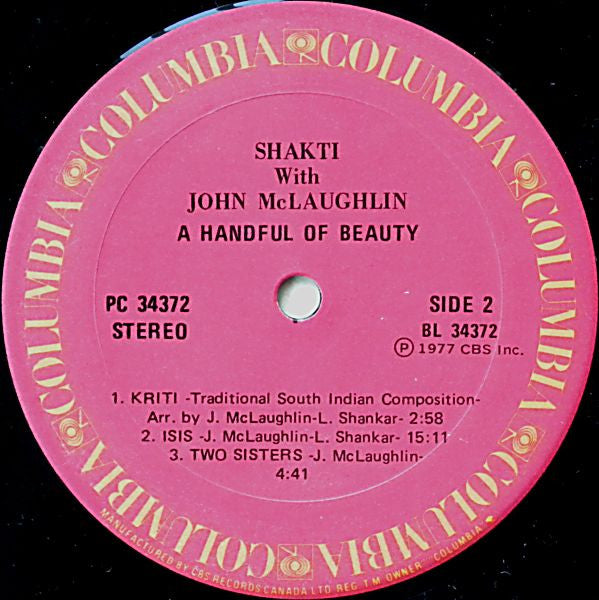 COLUMBIA COLUMBIA COLUMBIA COLUMBIA COLUMBIA COLUMBIA
SHAKTI
With
JOHN McLAUGHLIN
A HANDFUL OF BEAUTY
PC 34372
STEREO
SIDE 2
BL 34372
Ⓟ 1977 CBS Inc.
1. KRITI -Traditional South Indian Composition-
Arr. by J. McLaughlin-L. Shankar- 2:58
2. ISIS -J. McLaughlin-L. Shankar- 15:11
3. TWO SISTERS -J. McLaughlin-
4:41
MANUFACTURED BY CBS RECORDS CANADA LTD REG. T.M. OWNER "COLUMBIA"